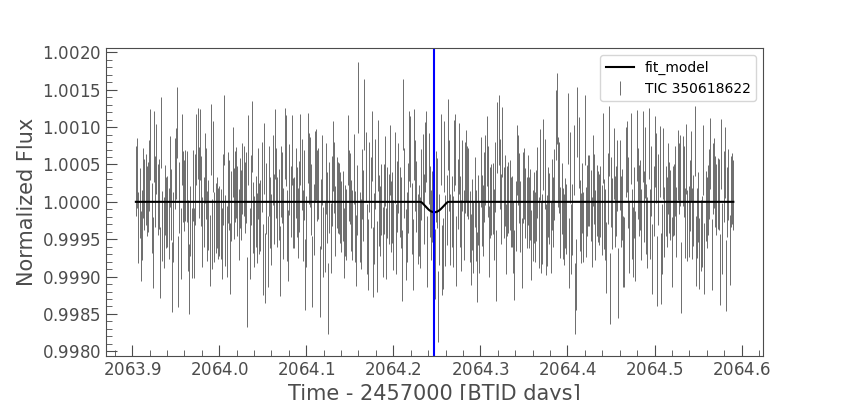 1.0020
1.0015
1.0010
1.0005
1.0000
0.9995
0.9990
0.9985
0.9980
Normalized Flux
fit_model
TIC 350618622
2063.9 2064.0 2064.1 2064.2 2064.3 2064.4 2064.5 2064.6
Time - 2457000 [BTJD days]